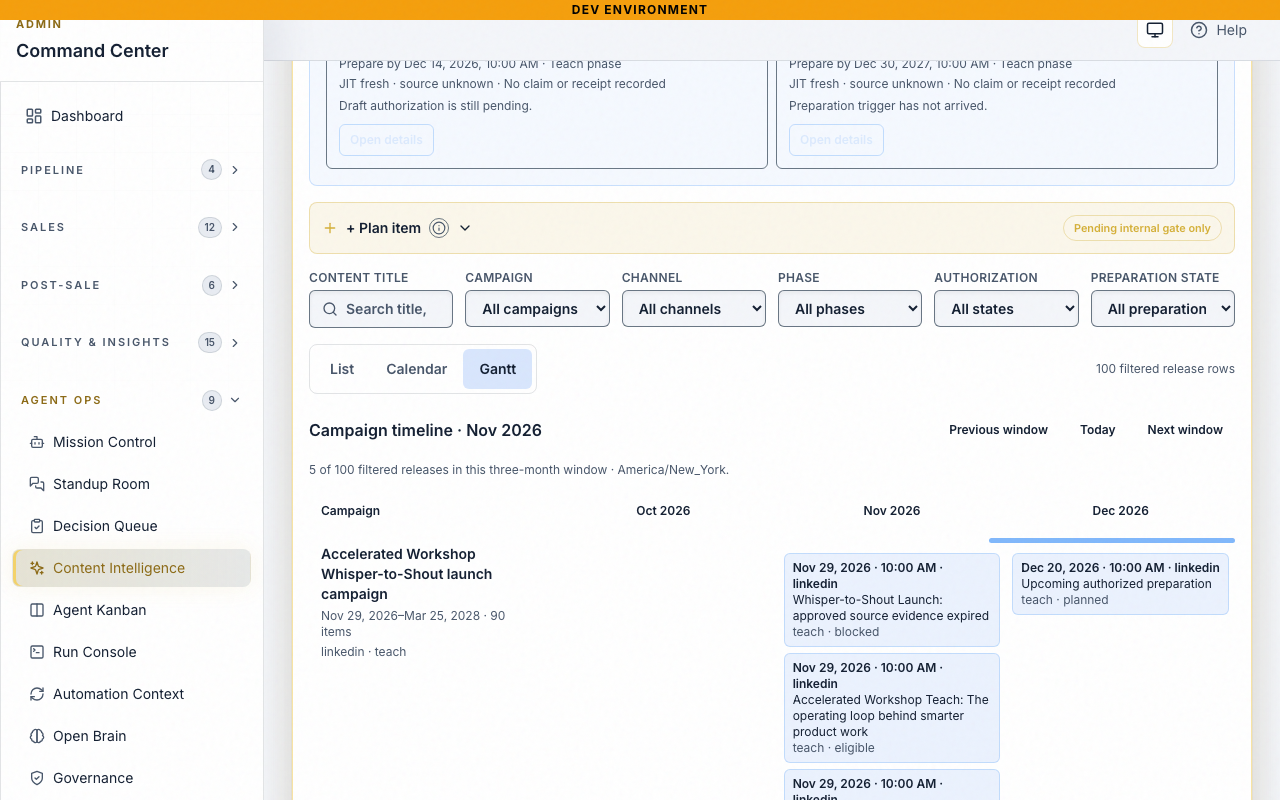 DEV ENVIRONMENT
ADMIN
Command Center
Help
Dashboard
PIPELINE 4
SALES 12
POST-SALE 6
QUALITY & INSIGHTS 15
AGENT OPS 9
Mission Control
Standup Room
Decision Queue
Content Intelligence
Agent Kanban
Run Console
Automation Context
Open Brain
Governance
Prepare by Dec 14, 2026, 10:00 AM · Teach phase
JIT fresh · source unknown · No claim or receipt recorded
Draft authorization is still pending.
Open details
Prepare by Dec 30, 2027, 10:00 AM · Teach phase
JIT fresh · source unknown · No claim or receipt recorded
Preparation trigger has not arrived.
Open details
+ Plan item
Pending internal gate only
CONTENT TITLE
Search title,
CAMPAIGN
All campaigns
CHANNEL
All channels
PHASE
All phases
AUTHORIZATION
All states
PREPARATION STATE
All preparation
List Calendar Gantt
100 filtered release rows
Campaign timeline · Nov 2026
Previous window Today Next window
5 of 100 filtered releases in this three-month window · America/New_York.
Campaign Oct 2026 Nov 2026 Dec 2026
Accelerated Workshop
Whisper-to-Shout launch
campaign
Nov 29, 2026–Mar 25, 2028 · 90
items
linkedin · teach
Nov 29, 2026 · 10:00 AM ·
linkedin
Whisper-to-Shout Launch:
approved source evidence expired
teach · blocked
Nov 29, 2026 · 10:00 AM ·
linkedin
Accelerated Workshop Teach: The
operating loop behind smarter
product work
teach · eligible
Nov 29, 2026 · 10:00 AM ·
linkedin
Dec 20, 2026 · 10:00 AM · linkedin
Upcoming authorized preparation
teach · planned